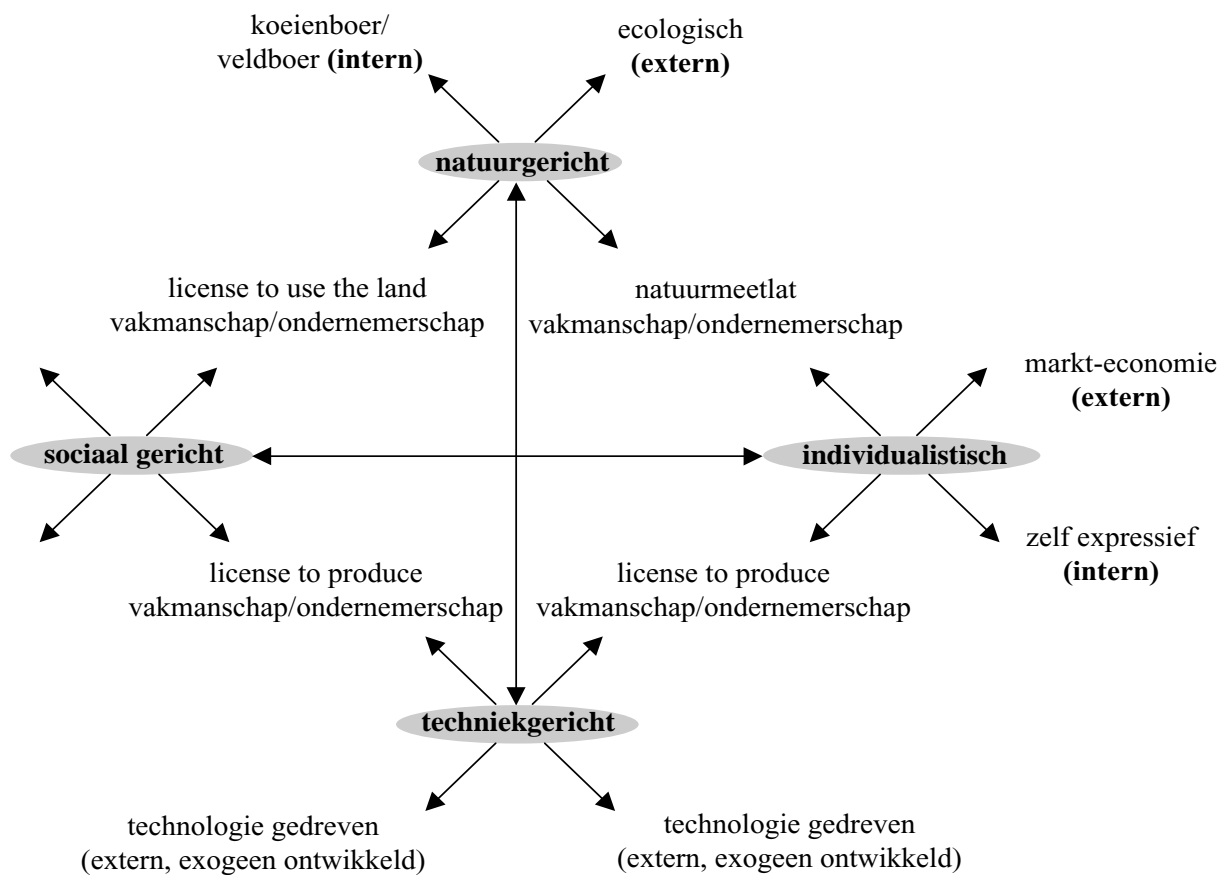 koeienboer/
veldboer (intern)
ecologisch
(extern)
natuurgericht
license to use the land
vakmanschap/ondernemerschap
natuurmeetlat
vakmanschap/ondernemerschap
markt-economie
(extern)
sociaal gericht
individualistisch
zelf expressief
(intern)
license to produce
vakmanschap/ondernemerschap
license to produce
vakmanschap/ondernemerschap
techniekgericht
technologie gedreven
(extern, exogeen ontwikkeld)
technologie gedreven
(extern, exogeen ontwikkeld)